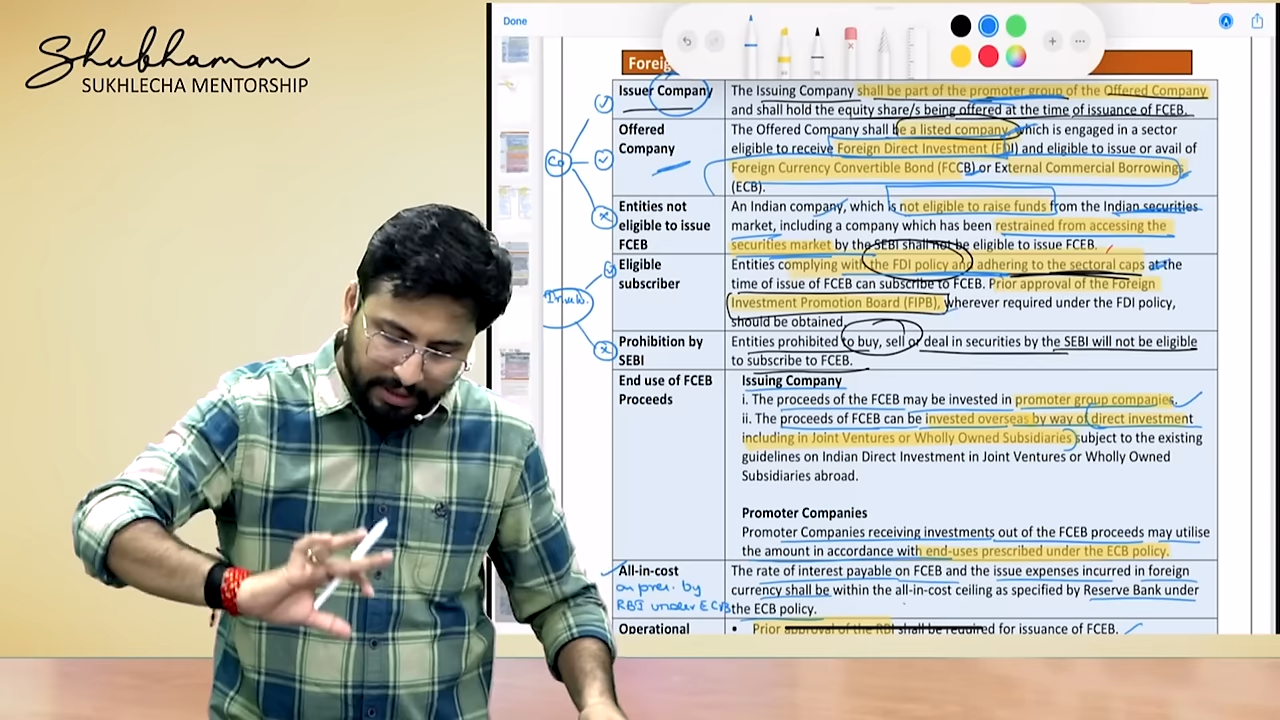 Shubhamm
SUKHLECHA MENTORSHIP
Done
Foreig
Issuer Company
The Issuing Company shall be part of the promoter group of the Offered Company
and shall hold the equity share/s being offered at the time of issuance of FCEB.
Offered
Company
The Offered Company shall be a listed company, which is engaged in a sector
eligible to receive Foreign Direct Investment (FDI) and eligible to issue or avail of
Foreign Currency Convertible Bond (FCCB) or External Commercial Borrowings
(ECB).
Entities not
eligible to issue
FCEB
An Indian company, which is not eligible to raise funds from the Indian securities
market, including a company which has been restrained from accessing the
securities market by the SEBI shall not be eligible to issue FCEB.
Eligible
subscriber
Entities complying with the FDI policy and adhering to the sectoral caps at the
time of issue of FCEB can subscribe to FCEB. Prior approval of the Foreign
Investment Promotion Board (FIPB), wherever required under the FDI policy,
should be obtained.
Prohibition by
SEBI
Entities prohibited to buy, sell or deal in securities by the SEBI will not be eligible
to subscribe to FCEB.
End use of FCEB
Proceeds
Issuing Company
i. The proceeds of the FCEB may be invested in promoter group companies.
ii. The proceeds of FCEB can be invested overseas by way of direct investment
including in Joint Ventures or Wholly Owned Subsidiaries subject to the existing
guidelines on Indian Direct Investment in Joint Ventures or Wholly Owned
Subsidiaries abroad.
Promoter Companies
Promoter Companies receiving investments out of the FCEB proceeds may utilise
the amount in accordance with end-uses prescribed under the ECB policy.
All-in-cost
as pres. by
RBI under ECB
The rate of interest payable on FCEB and the issue expenses incurred in foreign
currency shall be within the all-in-cost ceiling as specified by Reserve Bank under
the ECB policy.
Operational
• Prior approval of the RBI shall be required for issuance of FCEB.
Co